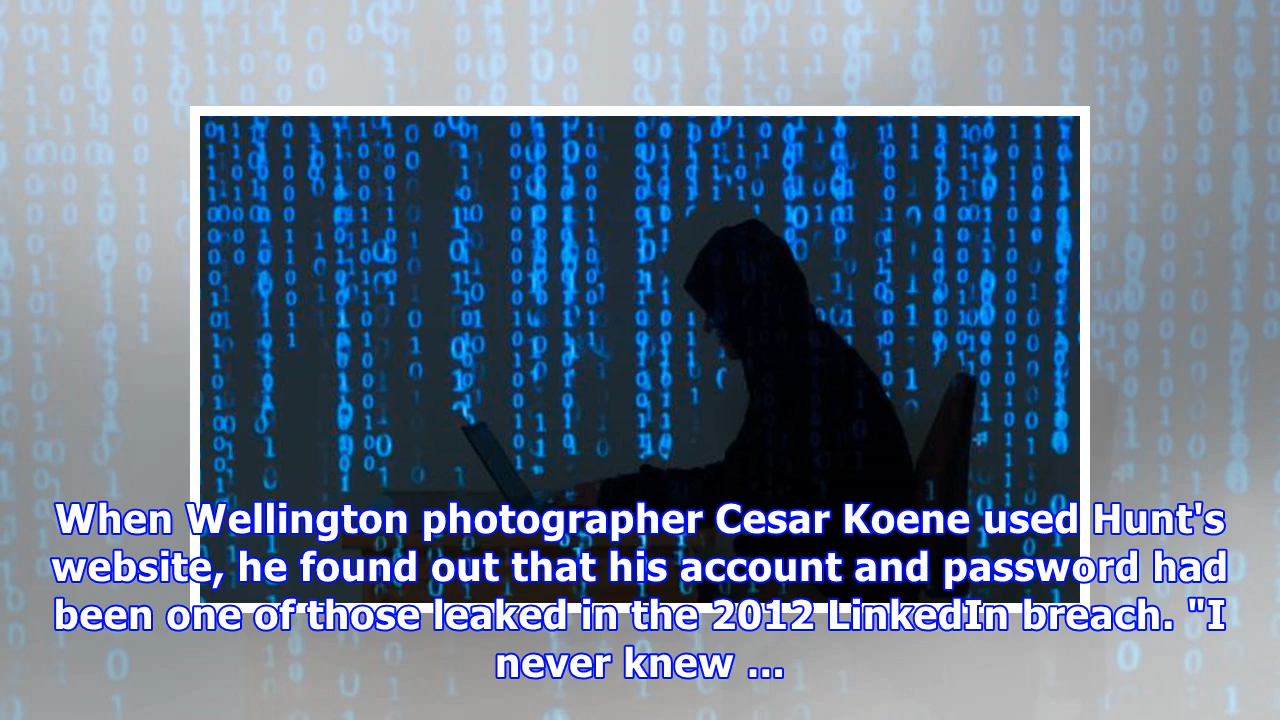 When Wellington photographer Cesar Koene used Hunt's
website, he found out that his account and password had
been one of those leaked in the 2012 LinkedIn breach. "I
never knew ...